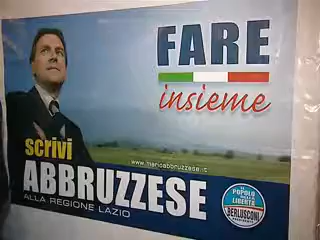 FARE
insieme
scrivi
www.marioabbruzzese.it
ABBRUZZESE
ALLA REGIONE LAZIO
IL POPOLO
DELLA LIBERTÀ
BERLUSCONI